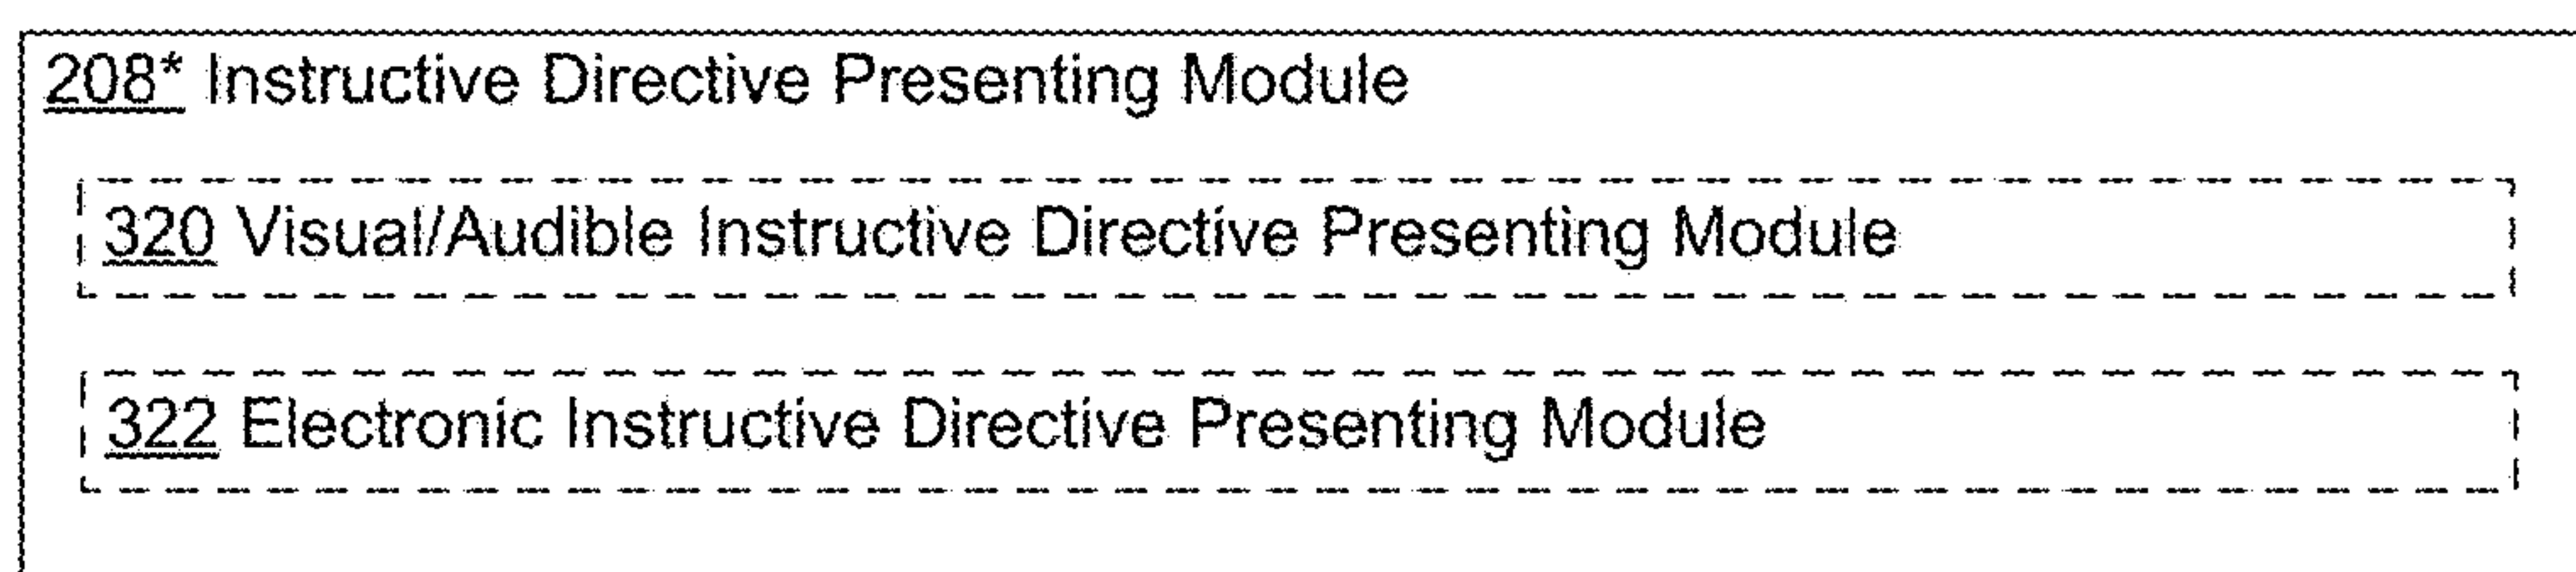 208* Instructive Directive Presenting Module
320 Visual/Audible Instructive Directive Presenting Module
322 Electronic Instructive Directive Presenting Module